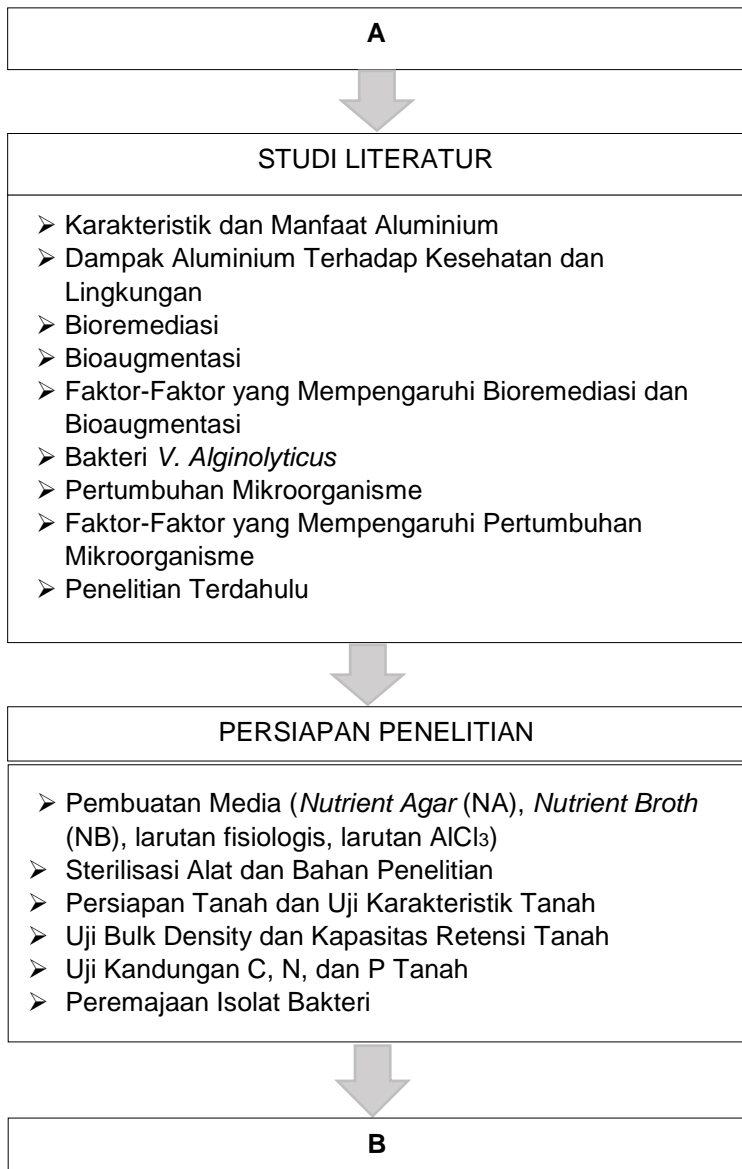 A
STUDI LITERATUR
➢ Karakteristik dan Manfaat Aluminium
➢ Dampak Aluminium Terhadap Kesehatan dan
Lingkungan
➢ Bioremediasi
➢ Bioaugmentasi
➢ Faktor-Faktor yang Mempengaruhi Bioremediasi dan
Bioaugmentasi
➢ Bakteri V. Alginolyticus
➢ Pertumbuhan Mikroorganisme
➢ Faktor-Faktor yang Mempengaruhi Pertumbuhan
Mikroorganisme
➢ Penelitian Terdahulu
PERSIAPAN PENELITIAN
➢ Pembuatan Media (Nutrient Agar (NA), Nutrient Broth
(NB), larutan fisiologis, larutan AlCl₃)
➢ Sterilisasi Alat dan Bahan Penelitian
➢ Persiapan Tanah dan Uji Karakteristik Tanah
➢ Uji Bulk Density dan Kapasitas Retensi Tanah
➢ Uji Kandungan C, N, dan P Tanah
➢ Peremajaan Isolat Bakteri
B